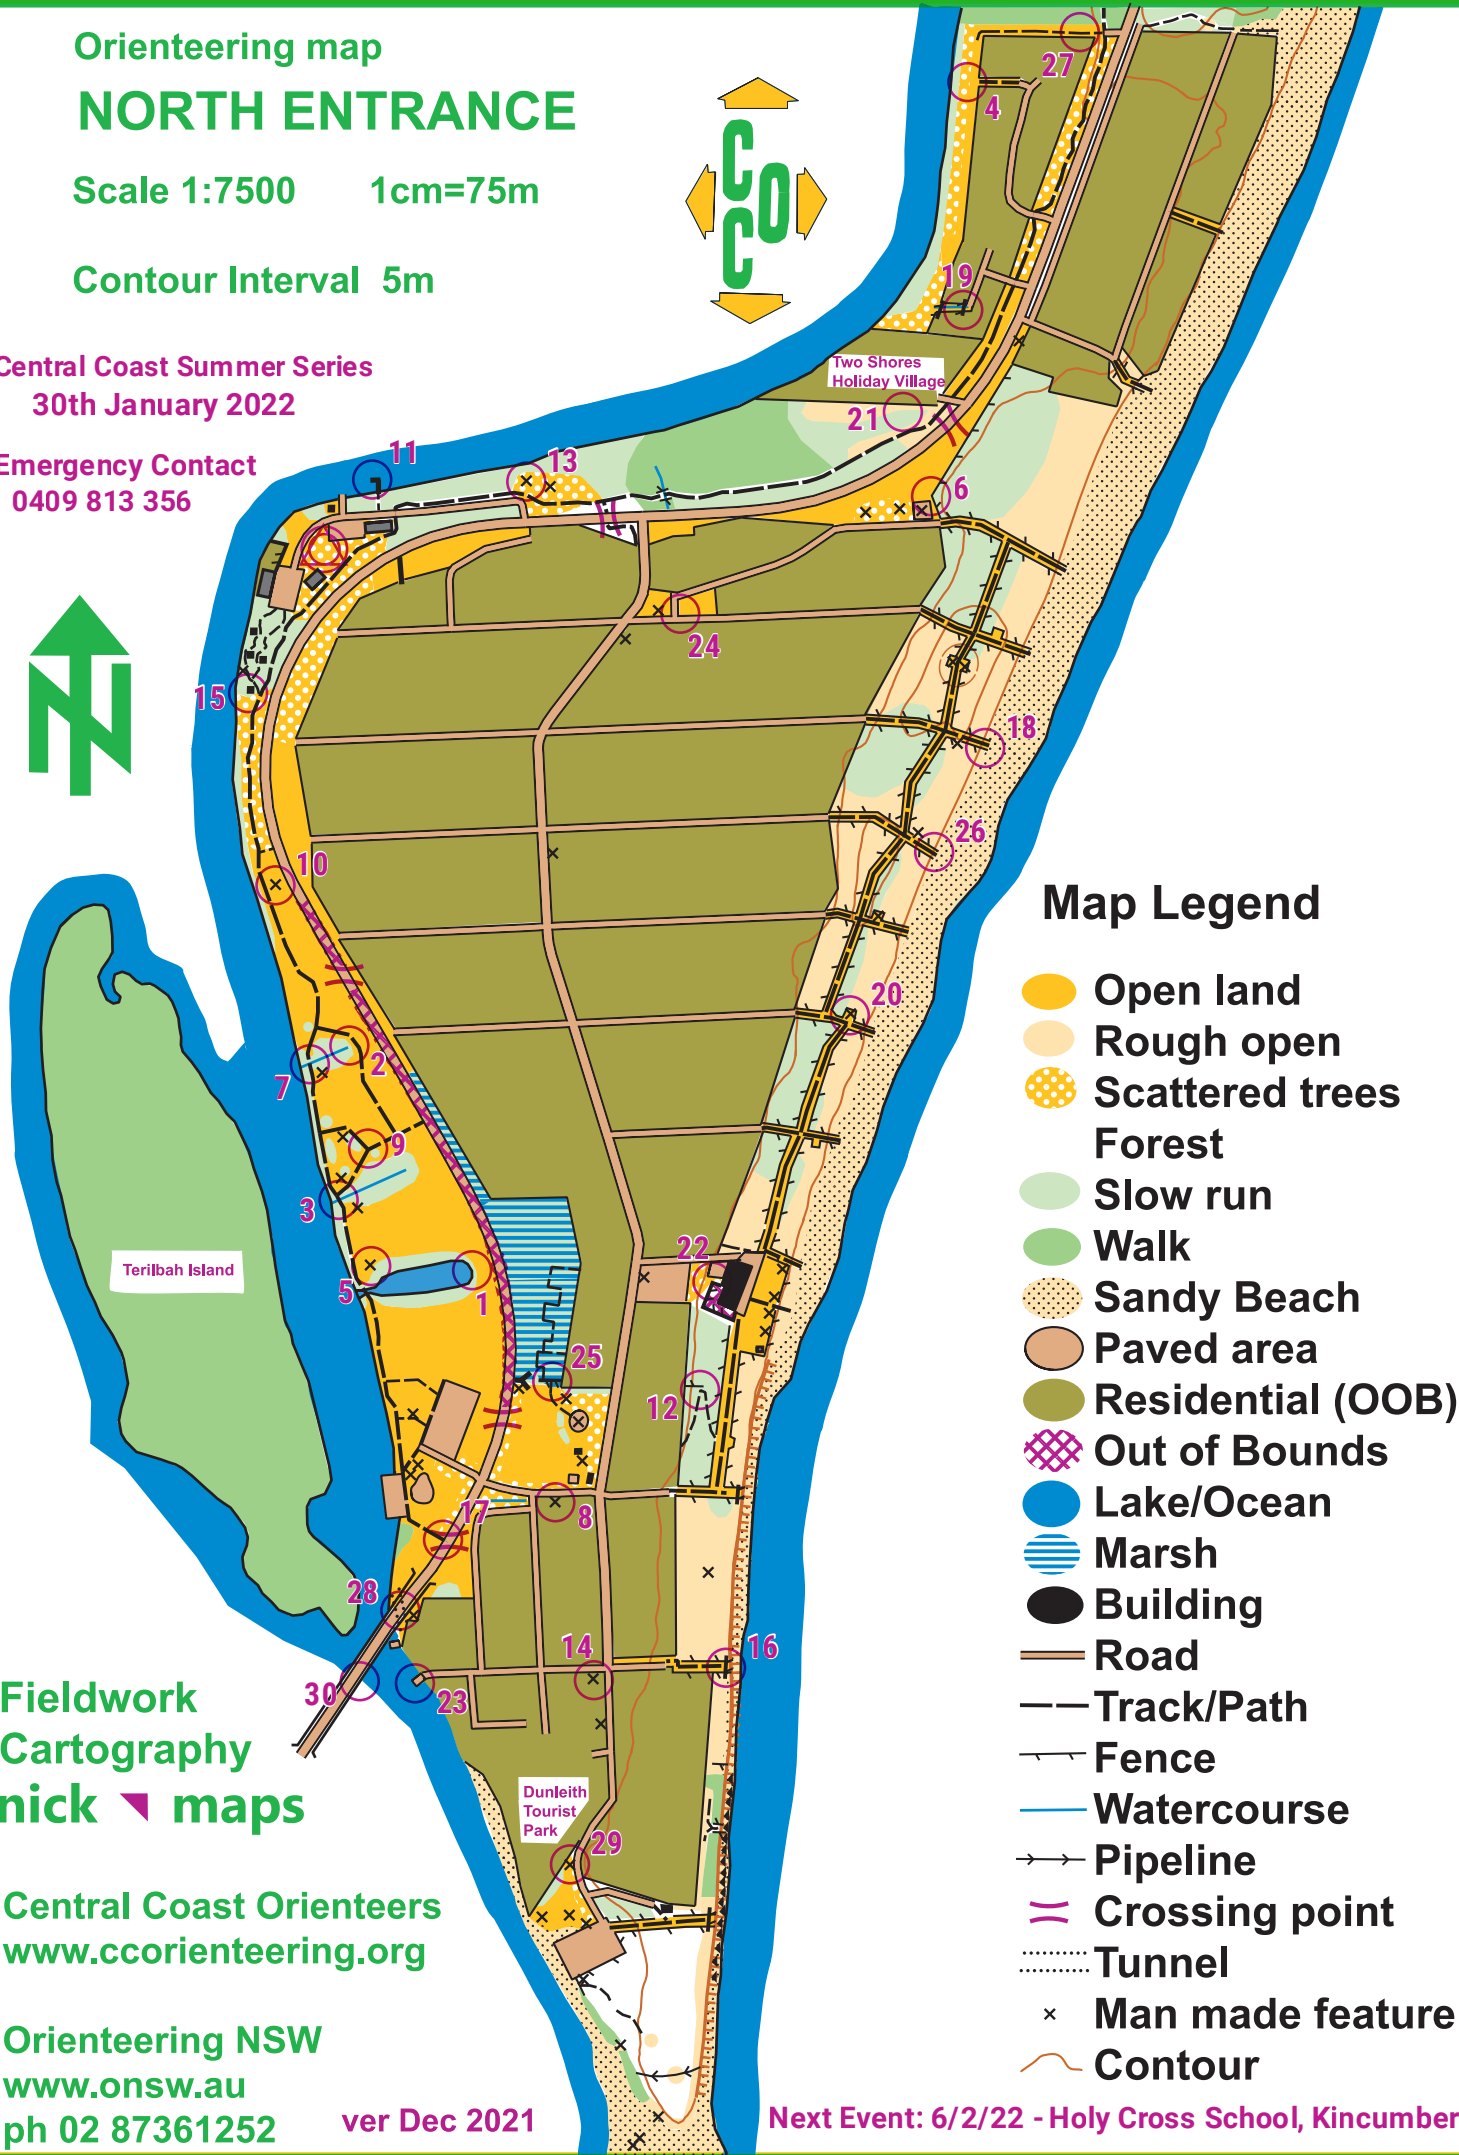 Orienteering map
NORTH ENTRANCE
Scale 1:7500 1cm=75m
Contour Interval 5m
Central Coast Summer Series
30th January 2022
Emergency Contact
0409 813 356
C
O
C
N
27
4
19
Two Shores
Holiday Village
21
11
13
6
24
15
18
10
26
20
2
7
9
3
Terilbah Island
5
1
22
25
12
17
8
28
14
16
30
23
Dunleith
Tourist
Park
29
Map Legend
Open land
Rough open
Scattered trees
Forest
Slow run
Walk
Sandy Beach
Paved area
Residential (OOB)
Out of Bounds
Lake/Ocean
Marsh
Building
Road
Track/Path
Fence
Watercourse
Pipeline
Crossing point
Tunnel
Man made feature
Contour
Fieldwork
Cartography
nick maps
Central Coast Orienteers
www.ccorienteering.org
Orienteering NSW
www.onsw.au
ph 02 87361252
ver Dec 2021
Next Event: 6/2/22 - Holy Cross School, Kincumber